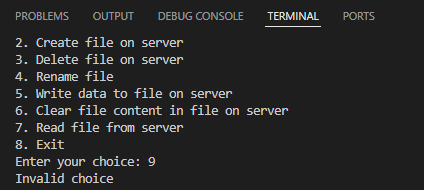 PROBLEMS OUTPUT DEBUG CONSOLE TERMINAL PORTS
2. Create file on server
3. Delete file on server
4. Rename file
5. Write data to file on server
6. Clear file content in file on server
7. Read file from server
8. Exit
Enter your choice: 9
Invalid choice